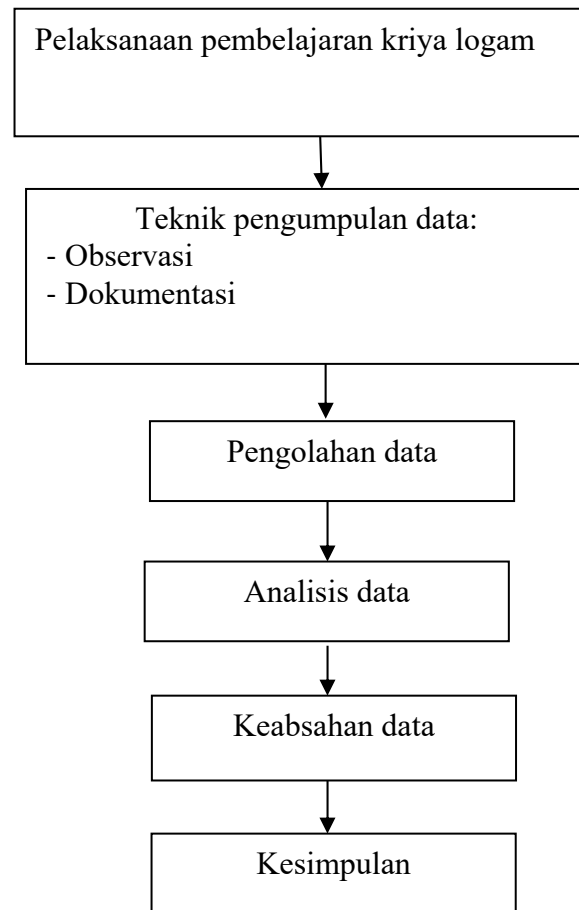 Pelaksanaan pembelajaran kriya logam
Teknik pengumpulan data:
- Observasi
- Dokumentasi
Pengolahan data
Analisis data
Keabsahan data
Kesimpulan